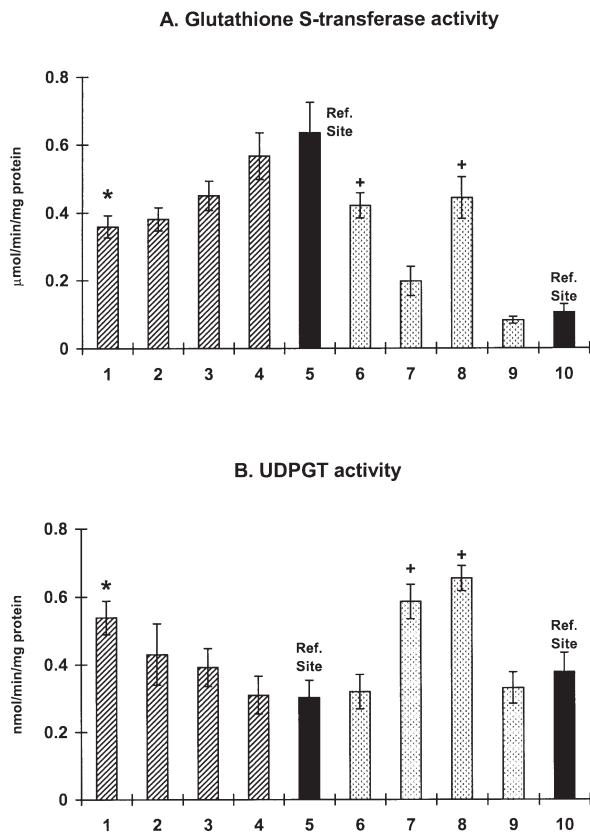 A. Glutathione S-transferase activity
0.8
0.6
0.4
0.2
0
μmol/min/mg protein
*
Ref.
Site
+
+
Ref.
Site
1 2 3 4 5 6 7 8 9 10
B. UDPGT activity
0.8
0.6
0.4
0.2
0
nmol/min/mg protein
*
Ref.
Site
+
+
Ref.
Site
1 2 3 4 5 6 7 8 9 10